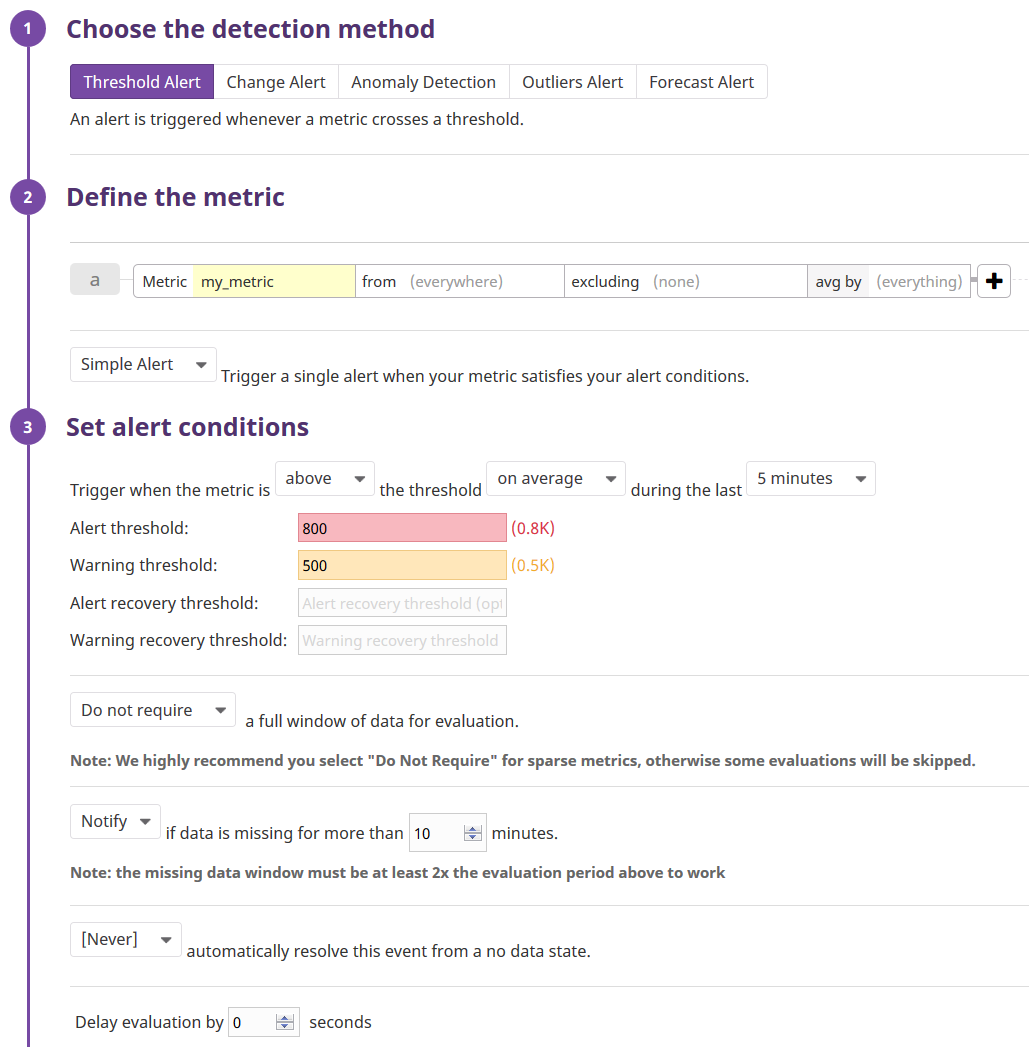 1 Choose the detection method
Threshold Alert Change Alert Anomaly Detection Outliers Alert Forecast Alert
An alert is triggered whenever a metric crosses a threshold.
2 Define the metric
a Metric my_metric from (everywhere) excluding (none) avg by (everything)
Simple Alert Trigger a single alert when your metric satisfies your alert conditions.
3 Set alert conditions
Trigger when the metric is above the threshold on average during the last 5 minutes
Alert threshold: 800 (0.8K)
Warning threshold: 500 (0.5K)
Alert recovery threshold: Alert recovery threshold (opt
Warning recovery threshold: Warning recovery threshold
Do not require a full window of data for evaluation.
Note: We highly recommend you select "Do Not Require" for sparse metrics, otherwise some evaluations will be skipped.
Notify if data is missing for more than 10 minutes.
Note: the missing data window must be at least 2x the evaluation period above to work
[Never] automatically resolve this event from a no data state.
Delay evaluation by 0 seconds